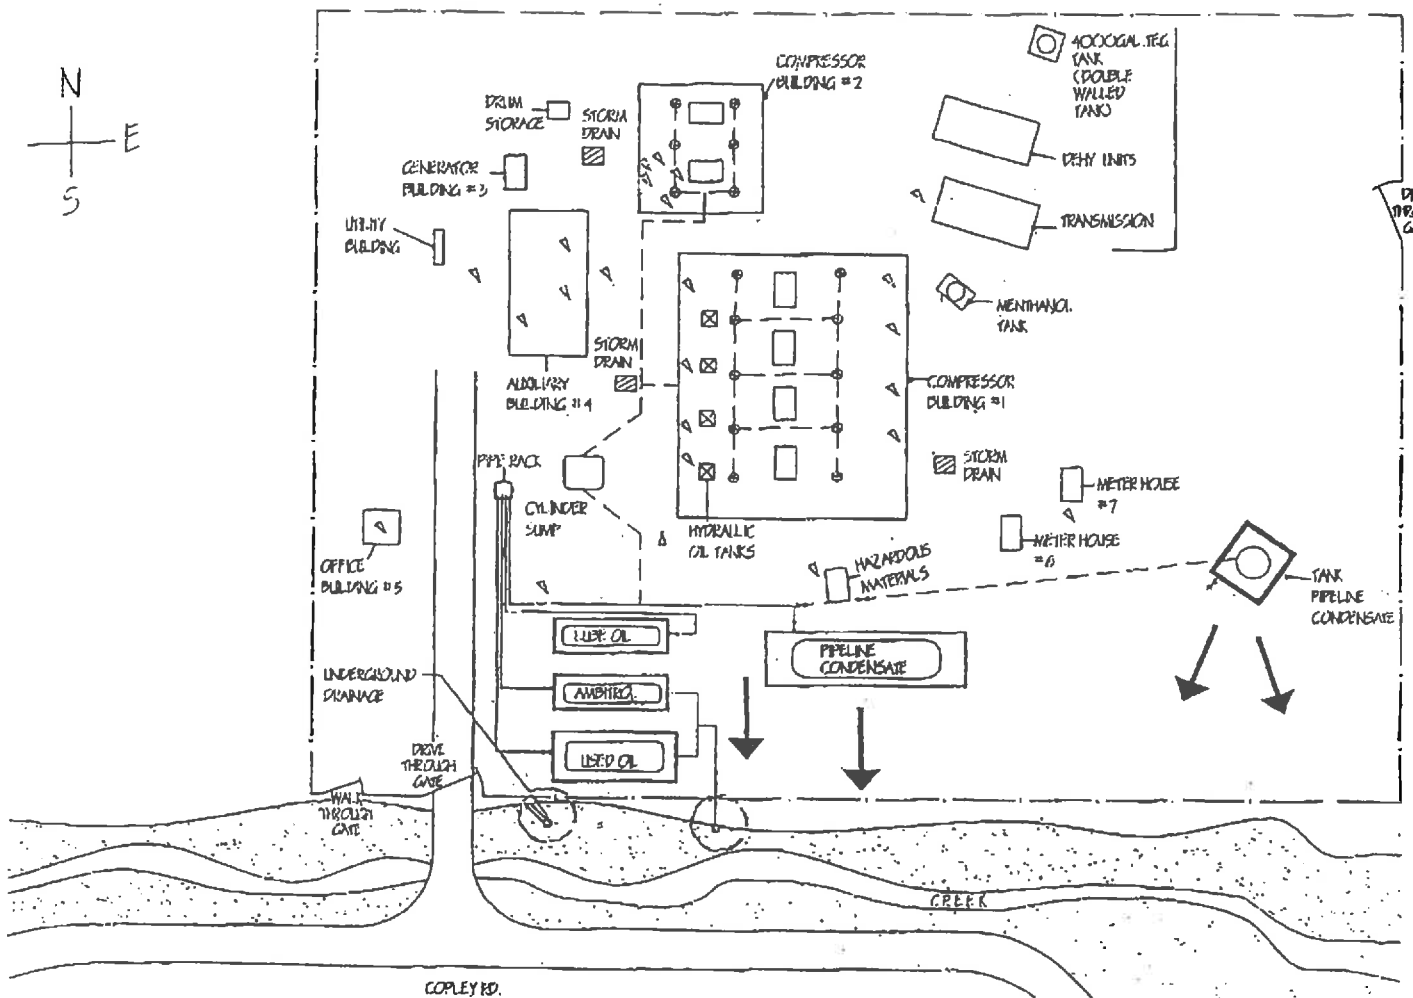 N
E
S
COMPRESSOR
BUILDING #2
4000GAL. TEG
TANK
(DOUBLE
WALLED
TANK)
DRUM
STORAGE
STORM
DRAIN
GENERATOR
BUILDING #3
DEHY UNITS
UTILITY
BUILDING
TRANSMISSION
MENTHANOL
TANK
STORM
DRAIN
AUXILIARY
BUILDING #4
COMPRESSOR
BUILDING #1
PIPE RACK
CYLINDER
SUMP
STORM
DRAIN
METER HOUSE
#7
HYDRALLIC
OIL TANKS
METER HOUSE
#6
HAZARDOUS
MATERIALS
OFFICE
BUILDING #5
TANK
PIPELINE
CONDENSATE
LUBE OIL
PIPELINE
CONDENSATE
UNDERGROUND
DRAINAGE
AMBITROL
USED OIL
DRIVE
THROUGH
GATE
WALK
THROUGH
GATE
CREEK
COPLEY RD.